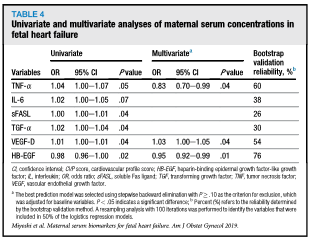 TABLE 4
Univariate and multivariate analyses of maternal serum concentrations in
fetal heart failure
Univariate Multivariateᵃ Bootstrap
validation
reliability, %ᵇ
Variables OR 95% CI P value OR 95% CI P value
TNF-α 1.04 1.00–1.07 .05 0.83 0.70–0.99 .04 60
IL-6 1.02 1.00–1.05 .07 38
sFASL 1.00 1.00–1.01 .04 26
TGF-α 1.02 1.00–1.04 .04 30
VEGF-D 1.01 1.00–1.01 .04 1.03 1.00–1.05 .04 54
HB-EGF 0.98 0.96–1.00 .02 0.95 0.92–0.99 .01 76
CI, confidence interval; CVP score, cardiovascular profile score; HB-EGF, heparin-binding epidermal growth factor-like growth
factor; IL, interleukin; OR, odds ratio; sFASL, soluble Fas ligand; TGF, transforming growth factor; TNF, tumor necrosis factor;
VEGF, vascular endothelial growth factor.
ᵃ The best prediction model was selected using stepwise backward elimination with P ≥ .10 as the criterion for exclusion, which
was adjusted for baseline variables. P < .05 indicates a significant difference; ᵇ Percent (%) refers to the reliability determined
by the bootstrap validation method. A resampling analysis with 100 iterations was performed to identify the variables that were
included in 50% of the logistics regression models.
Miyoshi et al. Maternal serum biomarkers for fetal heart failure. Am J Obstet Gynecol 2019.